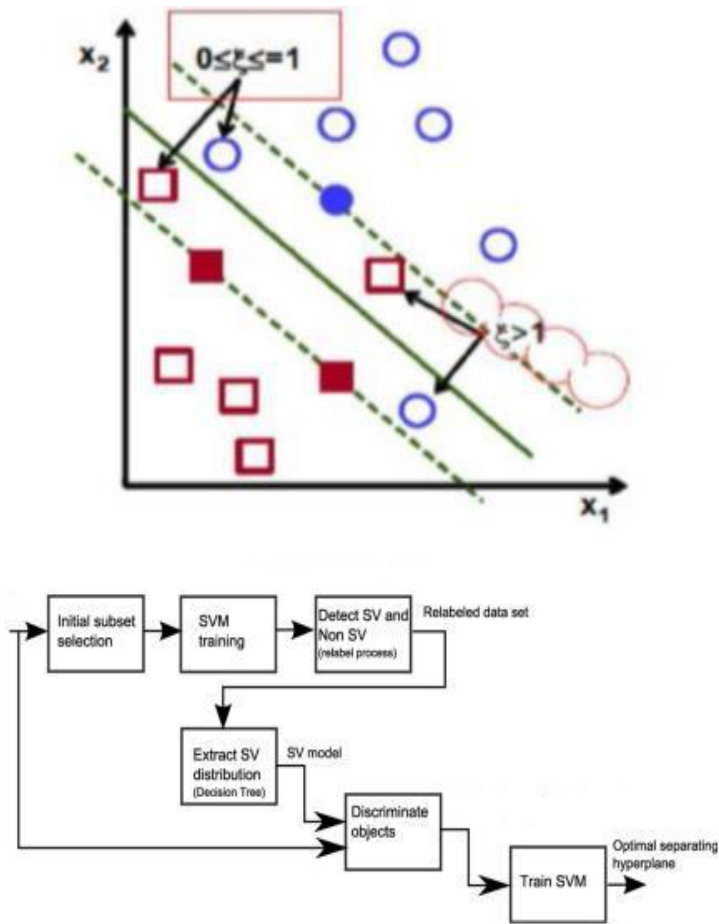 x₂
0≤ξ≤=1
ξ> 1
x₁
Initial subset
selection
SVM
training
Detect SV and
Non SV
(relabel process)
Relabeled data set
Extract SV
distribution
(Decision Tree)
SV model
Discriminate
objects
Train SVM
Optimal separating
hyperplane